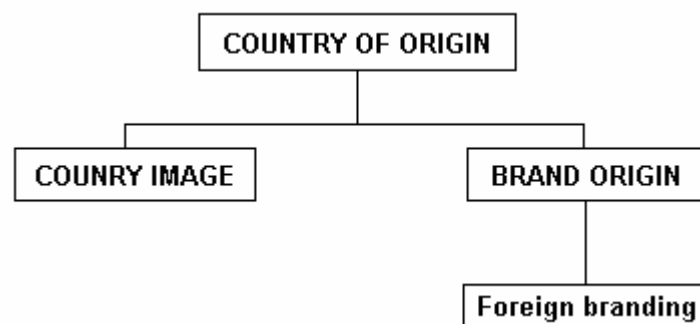 COUNTRY OF ORIGIN
COUNRY IMAGE
BRAND ORIGIN
Foreign branding